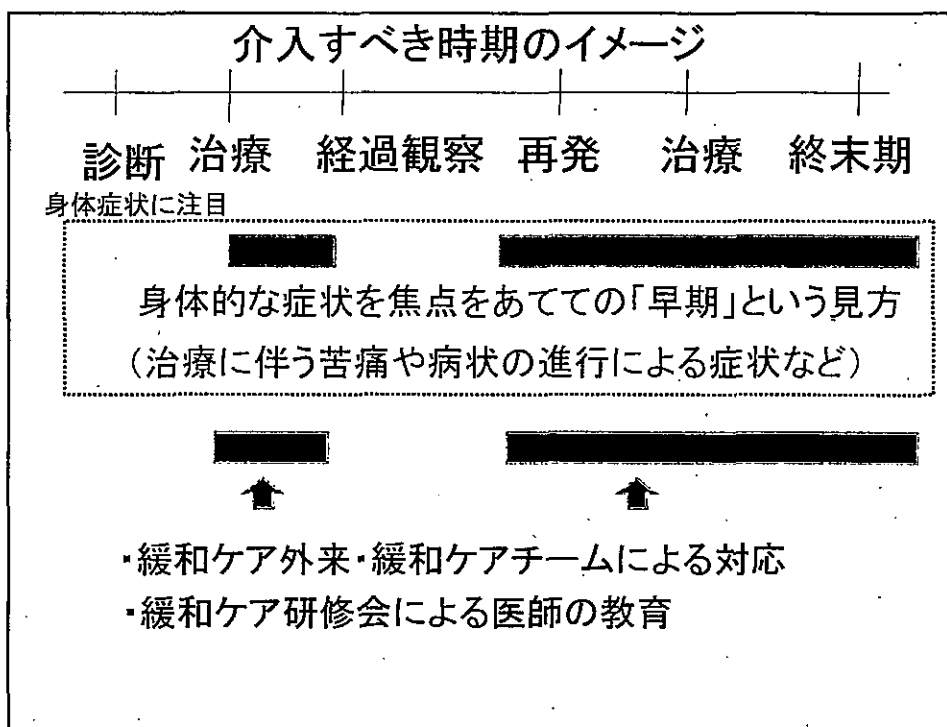 介入すべき時期のイメージ
診断 治療 経過観察 再発 治療 終末期
身体症状に注目
身体的な症状を焦点をあてての「早期」という見方
(治療に伴う苦痛や病状の進行による症状など)
・緩和ケア外来・緩和ケアチームによる対応
・緩和ケア研修会による医師の教育